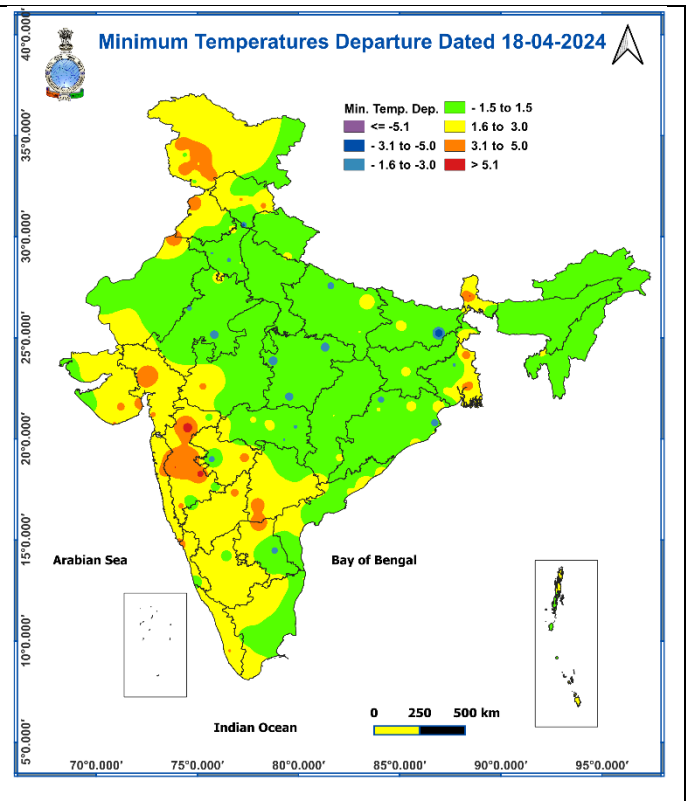 Minimum Temperatures Departure Dated 18-04-2024
Min. Temp. Dep.
<= -5.1
- 3.1 to -5.0
- 1.6 to -3.0
- 1.5 to 1.5
1.6 to 3.0
3.1 to 5.0
> 5.1
40°0.000'
35°0.000'
30°0.000'
25°0.000'
20°0.000'
15°0.000'
10°0.000'
5°0.000'
Arabian Sea
Bay of Bengal
Indian Ocean
0 250 500 km
70°0.000'
75°0.000'
80°0.000'
85°0.000'
90°0.000'
95°0.000'